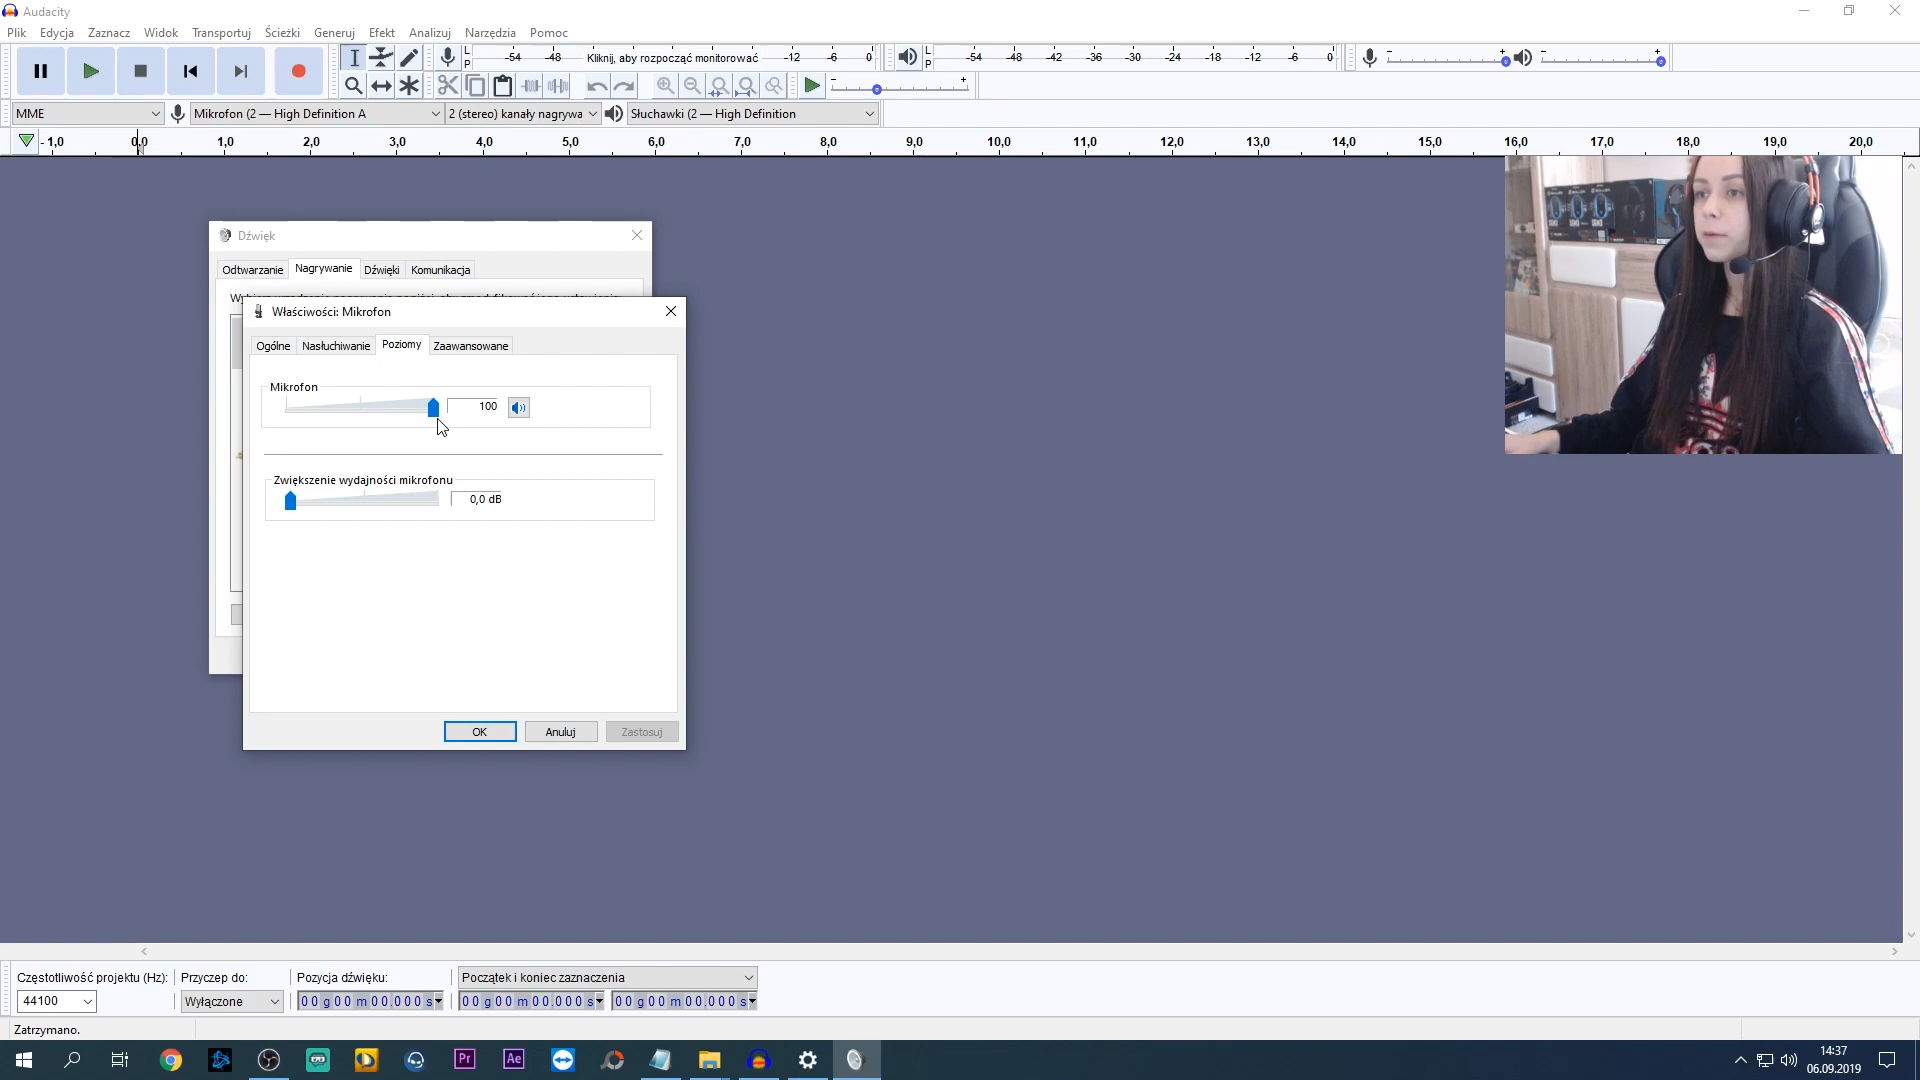 Audacity
Plik Edycja Zaznacz Widok Transportuj Ścieżki Generuj Efekt Analizuj Narzędzia Pomoc
L P -54 -48 Kliknij, aby rozpocząć monitorować -12 -6 0 L P -54 -48 -42 -36 -30 -24 -18 -12 -6 0 - + - +
- +
MME Mikrofon (2 — High Definition A 2 (stereo) kanały nagrywa Słuchawki (2 — High Definition
- 1,0 0,0 1,0 2,0 3,0 4,0 5,0 6,0 7,0 8,0 9,0 10,0 11,0 12,0 13,0 14,0 15,0 16,0 17,0 18,0 19,0 20,0
Dźwięk
Odtwarzanie Nagrywanie Dźwięki Komunikacja
Właściwości: Mikrofon
Ogólne Nasłuchiwanie Poziomy Zaawansowane
Mikrofon
100
Zwiększenie wydajności mikrofonu
0,0 dB
OK Anuluj Zastosuj
Częstotliwość projektu (Hz): Przyczep do: Pozycja dźwięku: Początek i koniec zaznaczenia
44100 Wyłączone 00 g 00 m 00.000 s 00 g 00 m 00.000 s 00 g 00 m 00.000 s
Zatrzymano.
Pr Ae
14:37
06.09.2019